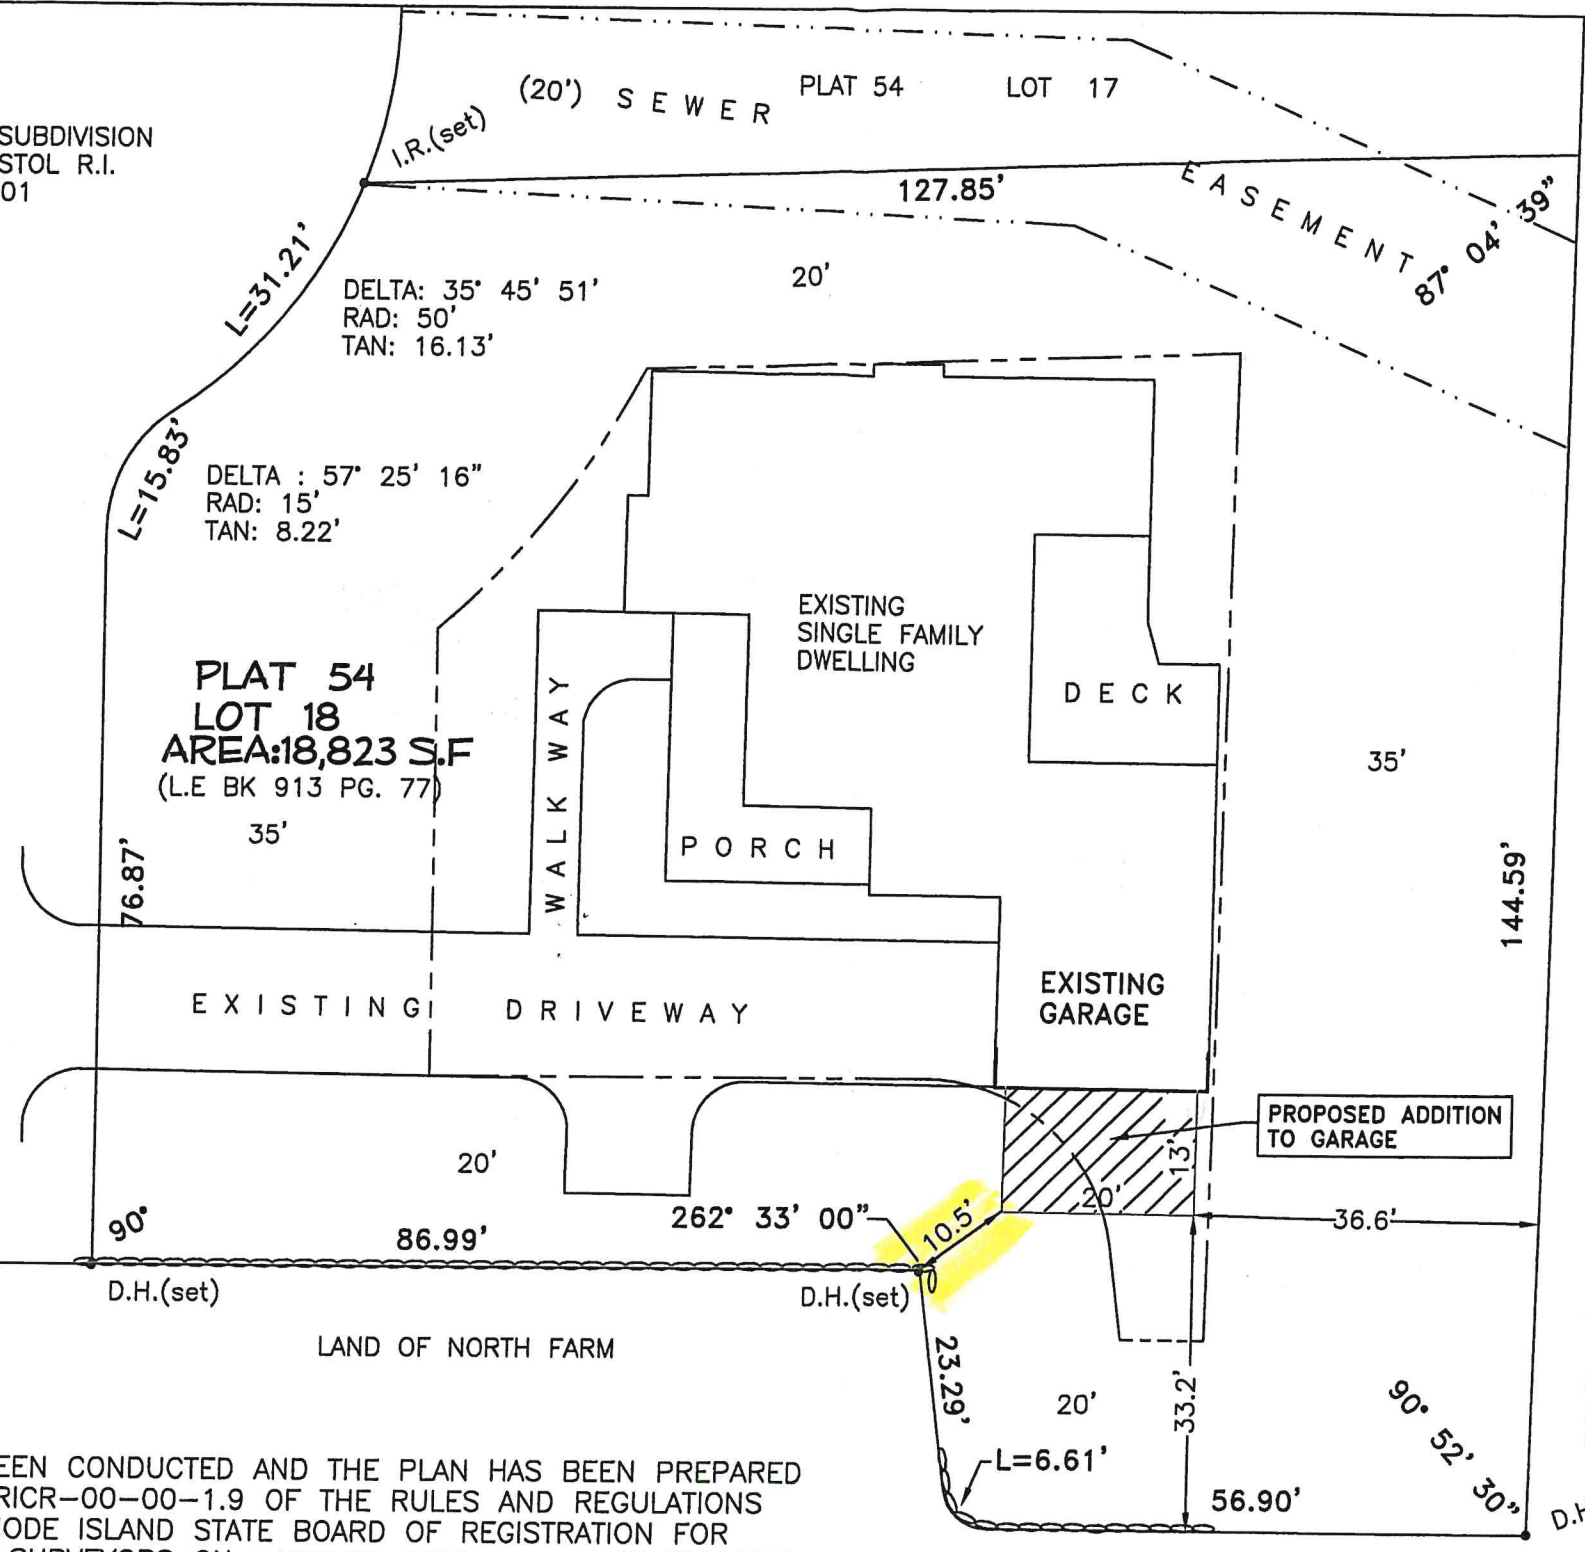 (20') SEWER
PLAT 54 LOT 17
SUBDIVISION
STOL R.I.
01
I.R.(set)
127.85'
EASEMENT
87° 04' 39"
L=31.21'
DELTA: 35° 45' 51'
RAD: 50'
TAN: 16.13'
20'
L=15.83'
DELTA : 57° 25' 16"
RAD: 15'
TAN: 8.22'
EXISTING
SINGLE FAMILY
DWELLING
PLAT 54
LOT 18
AREA:18,823 S.F
(L.E BK 913 PG. 77)
35'
WALK WAY
DECK
35'
PORCH
76.87'
144.59'
EXISTING DRIVEWAY
EXISTING
GARAGE
PROPOSED ADDITION
TO GARAGE
13'
20'
20'
36.6'
90°
86.99'
262° 33' 00"
10.5'
D.H.(set)
D.H.(set)
LAND OF NORTH FARM
23.29'
20'
33.2'
90° 52' 30"
L=6.61'
56.90'
D.H
EEN CONDUCTED AND THE PLAN HAS BEEN PREPARED
RICR-00-00-1.9 OF THE RULES AND REGULATIONS
ODE ISLAND STATE BOARD OF REGISTRATION FOR